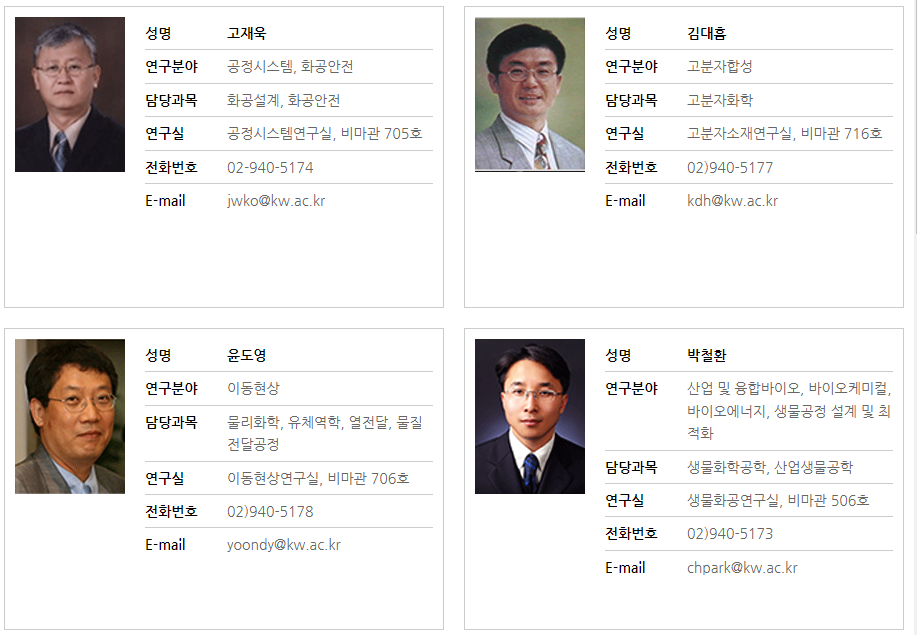 성명 고재욱
연구분야 공정시스템, 화공안전
담당과목 화공설계, 화공안전
연구실 공정시스템연구실, 비마관 705호
전화번호 02-940-5174
E-mail jwko@kw.ac.kr
성명 김대흠
연구분야 고분자합성
담당과목 고분자화학
연구실 고분자소재연구실, 비마관 716호
전화번호 02)940-5177
E-mail kdh@kw.ac.kr
성명 윤도영
연구분야 이동현상
담당과목 물리화학, 유체역학, 열전달, 물질
전달공정
연구실 이동현상연구실, 비마관 706호
전화번호 02)940-5178
E-mail yoondy@kw.ac.kr
성명 박철환
연구분야 산업 및 융합바이오, 바이오케미컬,
바이오에너지, 생물공정 설계 및 최
적화
담당과목 생물화학공학, 산업생물공학
연구실 생물화공연구실, 비마관 506호
전화번호 02)940-5173
E-mail chpark@kw.ac.kr